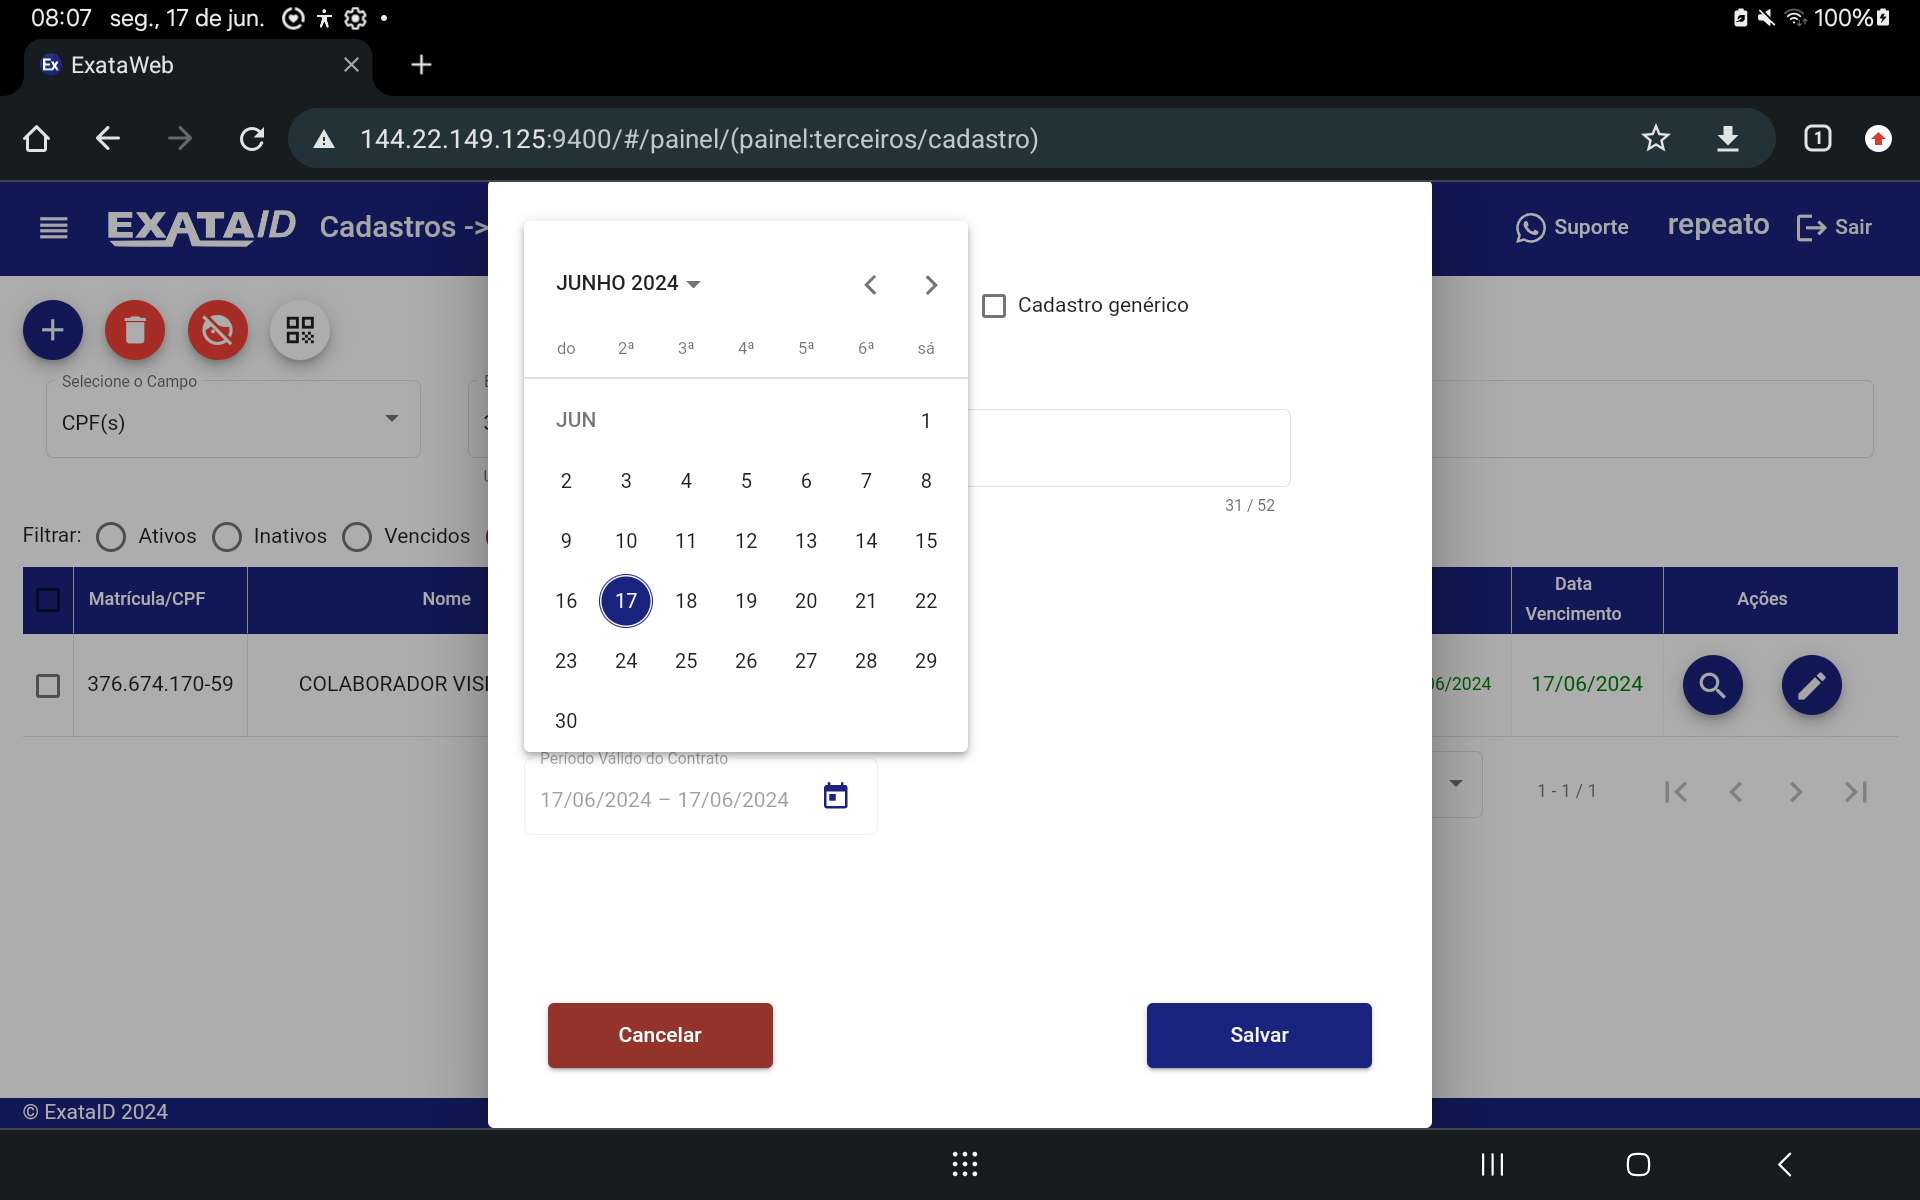 08:07 seg., 17 de jun.
100%
Ex ExataWeb
144.22.149.125:9400/#/painel/(painel:terceiros/cadastro)
1
EXATAID Cadastros ->
Suporte repeato Sair
JUNHO 2024
Cadastro genérico
do 2ª 3ª 4ª 5ª 6ª sá
Selecione o Campo
CPF(s)
JUN 1
2 3 4 5 6 7 8
31 / 52
9 10 11 12 13 14 15
Filtrar: Ativos Inativos Vencidos
16 17 18 19 20 21 22
Matrícula/CPF Nome Data Vencimento Ações
23 24 25 26 27 28 29
376.674.170-59 COLABORADOR VISI 06/2024 17/06/2024
30
Período Válido do Contrato
17/06/2024 – 17/06/2024
1 - 1 / 1
Cancelar Salvar
© ExataID 2024